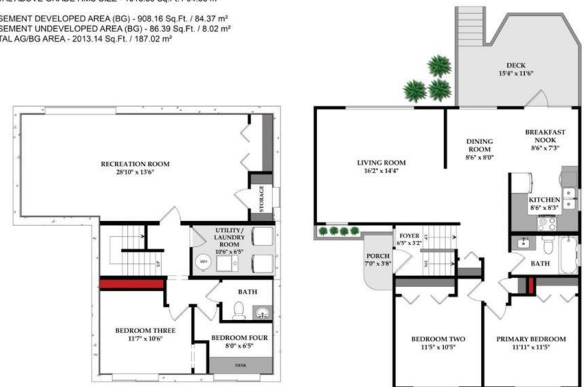 SEMENT DEVELOPED AREA (BG) - 908.16 Sq.Ft. / 84.37 m²
SEMENT UNDEVELOPED AREA (BG) - 86.39 Sq.Ft. / 8.02 m²
TAL AG/BG AREA - 2013.14 Sq.Ft. / 187.02 m²
DECK
15'4" x 11'6"
RECREATION ROOM
28'10" x 13'6"
STORAGE
LIVING ROOM
16'2" x 14'4"
DINING
ROOM
8'6" x 8'0"
BREAKFAST
NOOK
8'6" x 7'3"
KITCHEN
8'6" x 8'3"
UTILITY /
LAUNDRY
ROOM
10'6" x 6'5"
UP
BATH
BEDROOM THREE
11'7" x 10'6"
BEDROOM FOUR
8'0" x 6'5"
DESK
FOYER
6'5" x 3'2"
UP
DN
PORCH
7'0" x 3'8"
BATH
BEDROOM TWO
11'5" x 10'5"
PRIMARY BEDROOM
11'11" x 11'5"